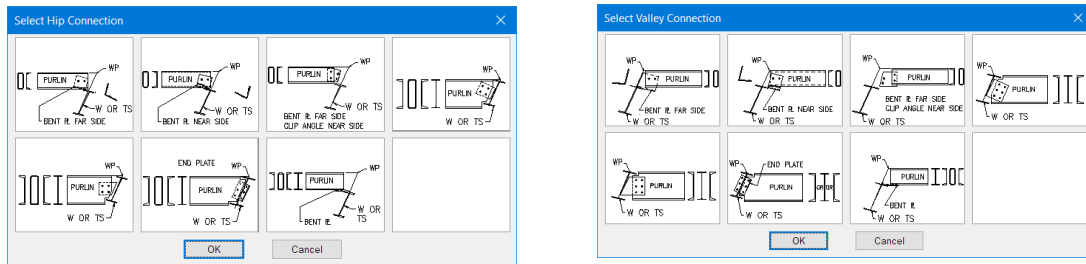 Select Hip Connection
WP
PURLIN
W OR TS
BENT PL FAR SIDE
WP
PURLIN
W OR TS
BENT PL NEAR SIDE
WP
PURLIN
W OR TS
BENT PL FAR SIDE
CLIP ANGLE NEAR SIDE
WP
PURLIN
W OR TS
WP
PURLIN
W OR TS
END PLATE
WP
PURLIN
W OR TS
WP
PURLIN
W OR
TS
BENT PL
OK
Cancel
Select Valley Connection
WP
PURLIN
BENT PL FAR SIDE
W OR TS
WP
PURLIN
BENT PL NEAR SIDE
W OR TS
WP
PURLIN
BENT PL FAR SIDE
CLIP ANGLE NEAR SIDE
W OR TS
WP
PURLIN
W OR TS
WP
PURLIN
W OR TS
WP
END PLATE
PURLIN
OR OR
W OR TS
WP
PURLIN
BENT PL
W OR TS
OK
Cancel